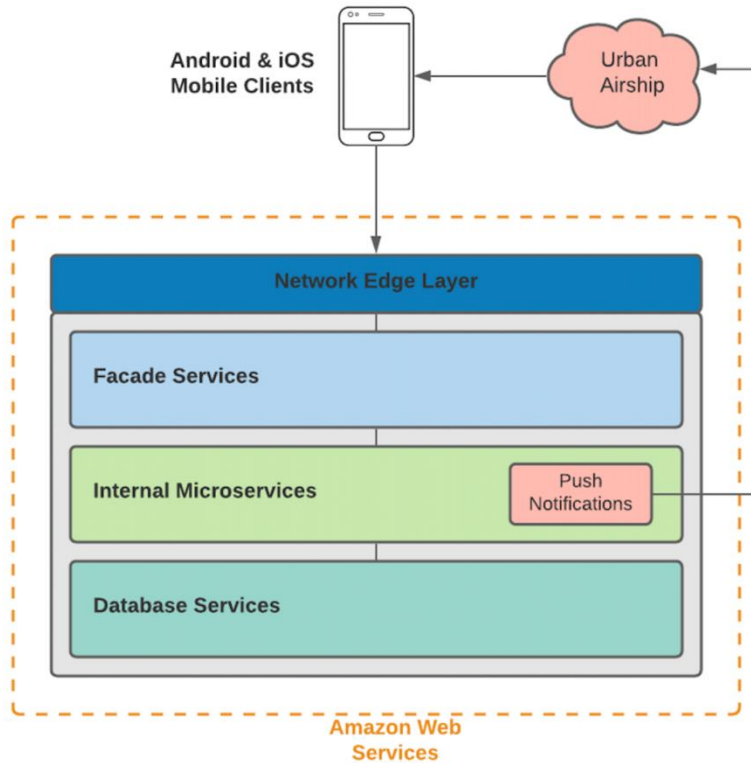 Android & iOS
Mobile Clients
Urban
Airship
Network Edge Layer
Facade Services
Internal Microservices
Push
Notifications
Database Services
Amazon Web
Services